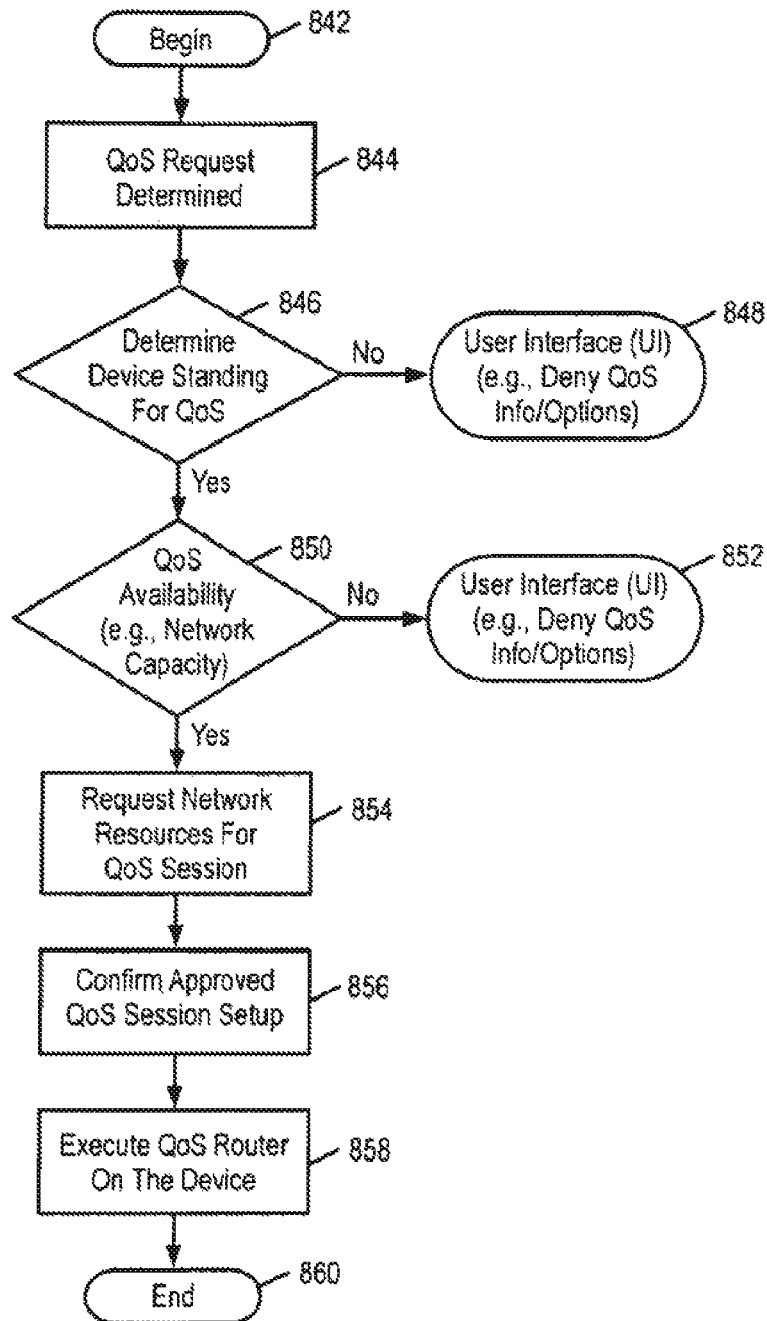 Begin
842
QoS Request
Determined
844
Determine
Device Standing
For QoS
846
No
User Interface (UI)
(e.g., Deny QoS
Info/Options)
848
Yes
QoS
Availability
(e.g., Network
Capacity)
850
No
User Interface (UI)
(e.g., Deny QoS
Info/Options)
852
Yes
Request Network
Resources For
QoS Session
854
Confirm Approved
QoS Session Setup
856
Execute QoS Router
On The Device
858
End
860